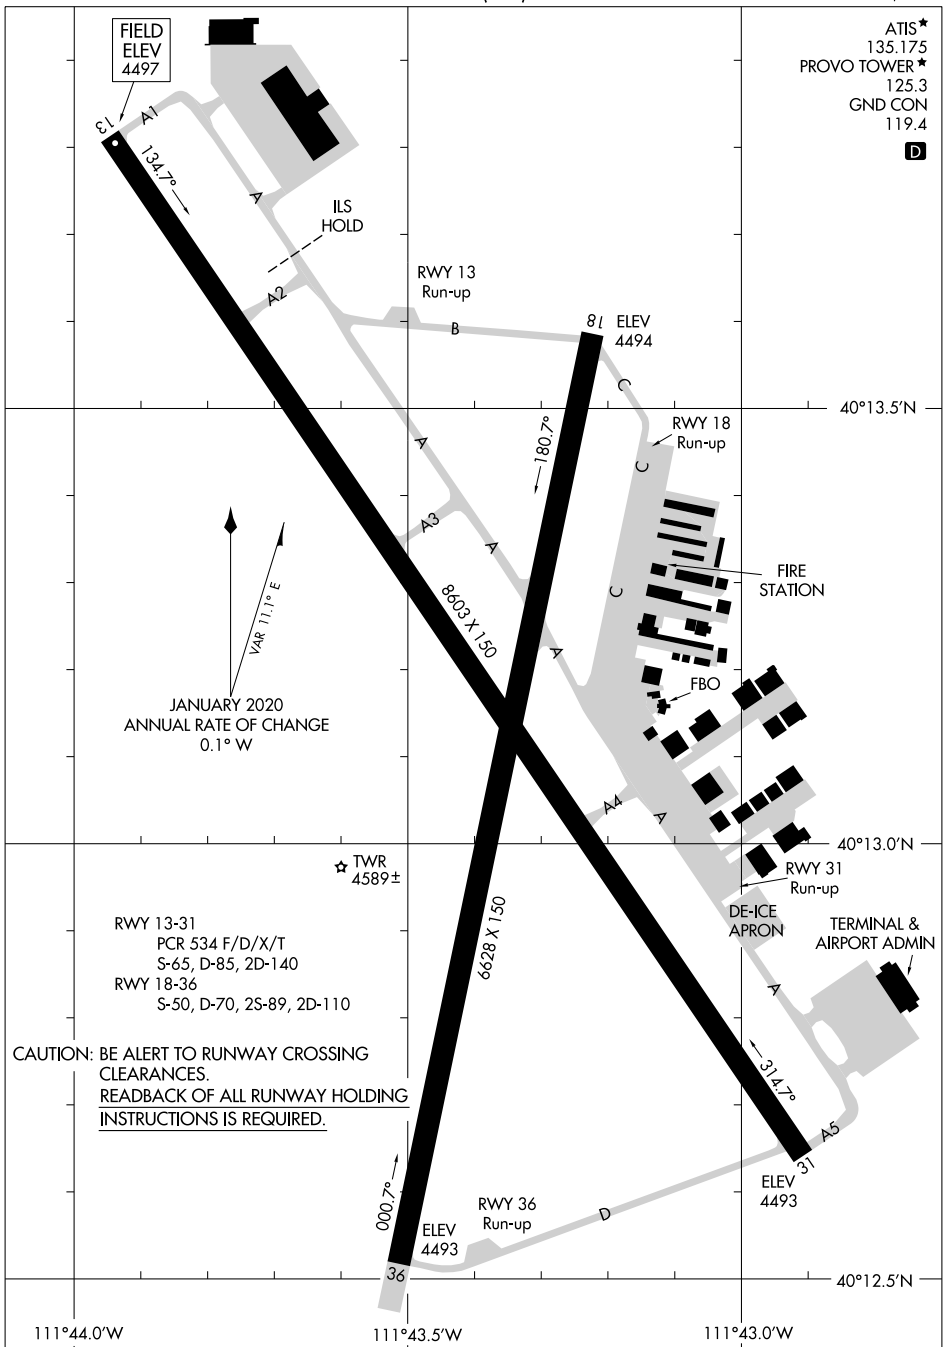 FIELD
ELEV
4497
ATIS★
135.175
PROVO TOWER★
125.3
GND CON
119.4
D
13
A1
134.7°
A
ILS
HOLD
A2
RWY 13
Run-up
B
18
ELEV
4494
C
40°13.5'N
RWY 18
Run-up
180.7°
A
C
A3
A
VAR 11.1° E
8603 X 150
C
FIRE
STATION
A
FBO
JANUARY 2020
ANNUAL RATE OF CHANGE
0.1° W
A4
A
40°13.0'N
TWR
4589±
RWY 31
Run-up
DE-ICE
APRON
TERMINAL &
AIRPORT ADMIN
6628 X 150
RWY 13-31
PCR 534 F/D/X/T
S-65, D-85, 2D-140
RWY 18-36
S-50, D-70, 2S-89, 2D-110
A
CAUTION: BE ALERT TO RUNWAY CROSSING
CLEARANCES.
READBACK OF ALL RUNWAY HOLDING
INSTRUCTIONS IS REQUIRED.
314.7°
A5
31
ELEV
4493
000.7°
RWY 36
Run-up
D
ELEV
4493
36
40°12.5'N
111°44.0'W
111°43.5'W
111°43.0'W